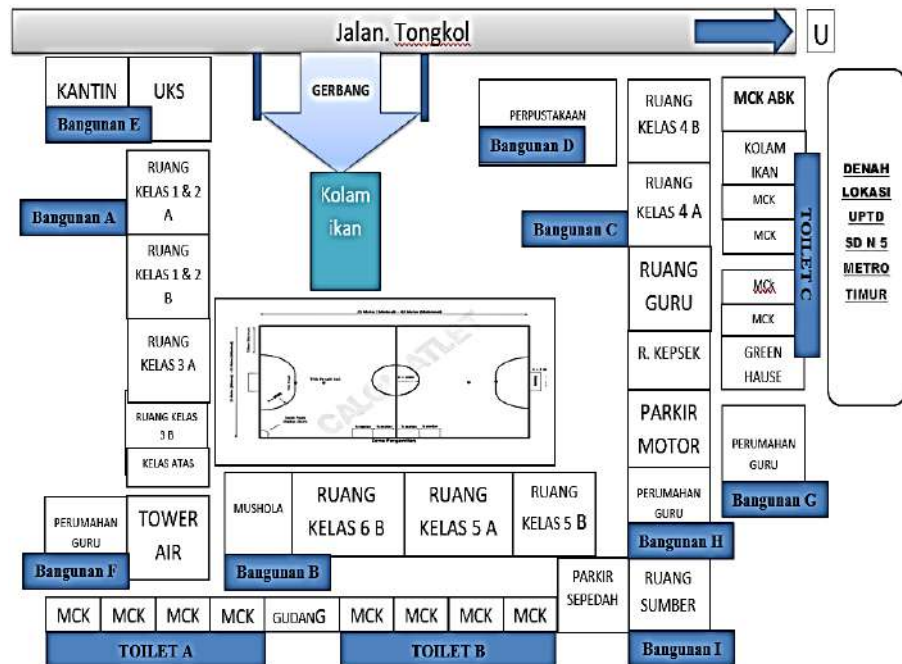 Jalan. Tongkol
U
GERBANG
KANTIN
UKS
Bangunan E
PERPUSTAKAAN
Bangunan D
RUANG
KELAS 4 B
MCK ABK
KOLAM
IKAN
MCK
MCK
MCk
MCK
GREEN
HAUSE
TOILET C
DENAH
LOKASI
UPTD
SD N 5
METRO
TIMUR
RUANG
KELAS 1 & 2
A
Bangunan A
RUANG
KELAS 1 & 2
B
RUANG
KELAS 3 A
RUANG KELAS
3 B
KELAS ATAS
Kolam
ikan
RUANG
KELAS 4 A
Bangunan C
RUANG
GURU
R. KEPSEK
PARKIR
MOTOR
PERUMAHAN
GURU
Bangunan H
PERUMAHAN
GURU
Bangunan G
PERUMAHAN
GURU
Bangunan F
TOWER
AIR
MUSHOLA
RUANG
KELAS 6 B
RUANG
KELAS 5 A
RUANG
KELAS 5 B
Bangunan B
PARKIR
SEPEDAH
RUANG
SUMBER
Bangunan I
MCK
MCK
MCK
MCK
GUDANG
MCK
MCK
MCK
MCK
TOILET A
TOILET B